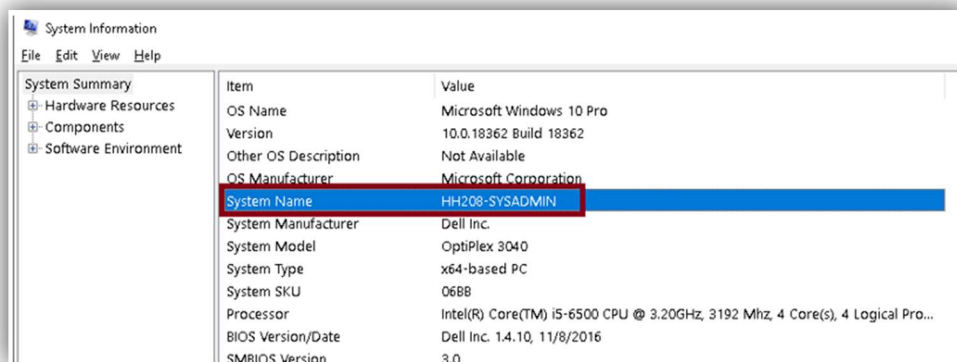 System Information
File Edit View Help
System Summary
Hardware Resources
Components
Software Environment
Item Value
OS Name Microsoft Windows 10 Pro
Version 10.0.18362 Build 18362
Other OS Description Not Available
OS Manufacturer Microsoft Corporation
System Name HH208-SYSADMIN
System Manufacturer Dell Inc.
System Model OptiPlex 3040
System Type x64-based PC
System SKU 06BB
Processor Intel(R) Core(TM) i5-6500 CPU @ 3.20GHz, 3192 Mhz, 4 Core(s), 4 Logical Pro...
BIOS Version/Date Dell Inc. 1.4.10, 11/8/2016
SMBIOS Version 3.0